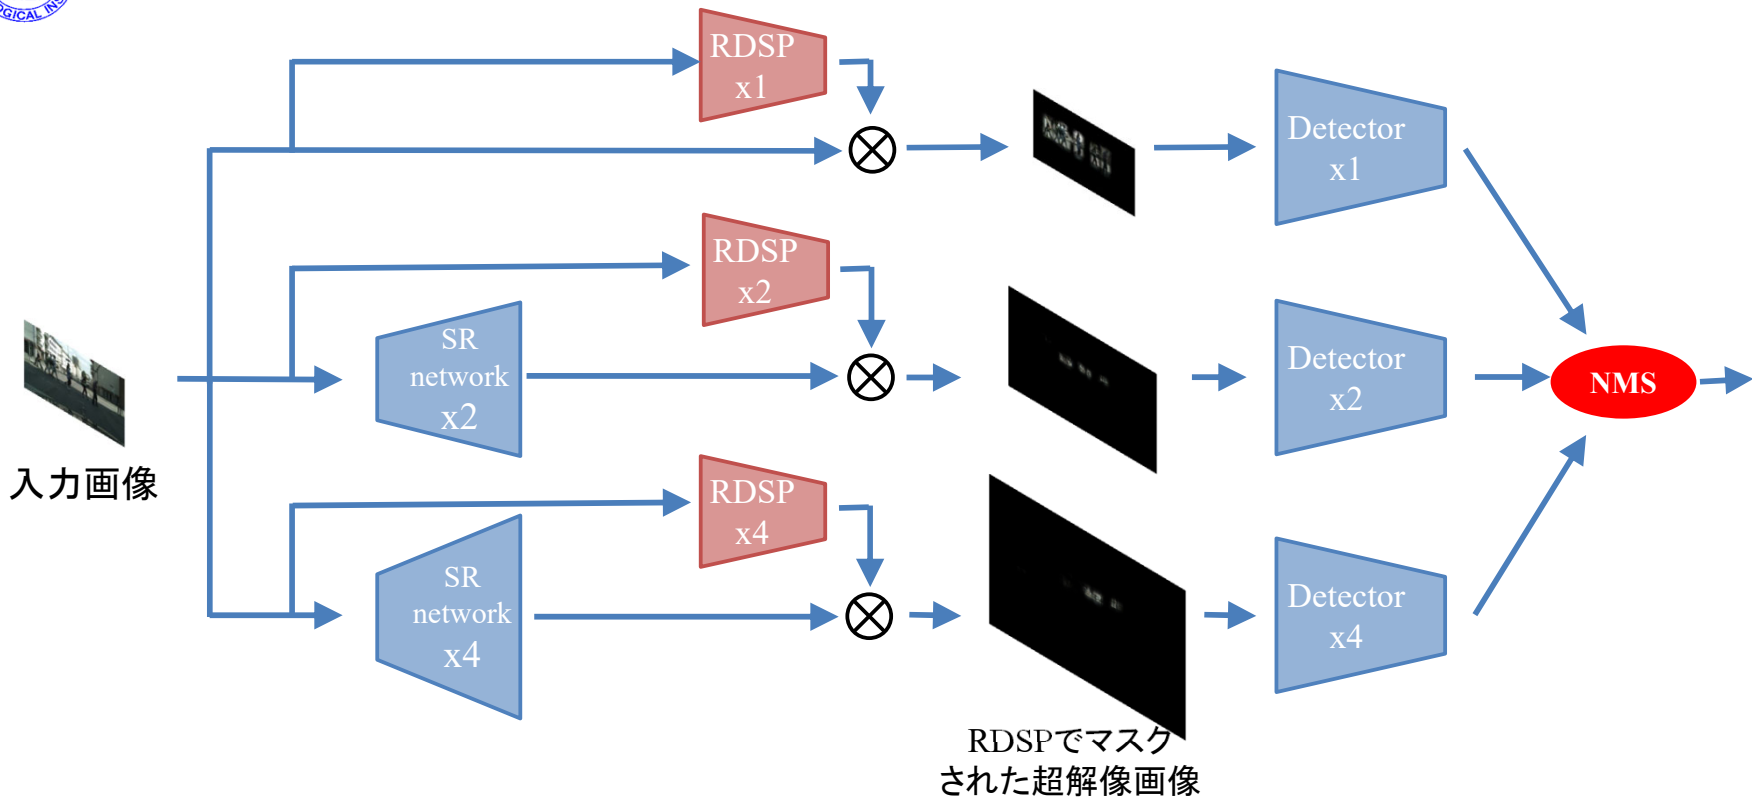 OGICAL INS
RDSP
x1
Detector
x1
RDSP
x2
SR
network
x2
Detector
x2
NMS
入力画像
RDSP
x4
SR
network
x4
Detector
x4
RDSPでマスク
された超解像画像